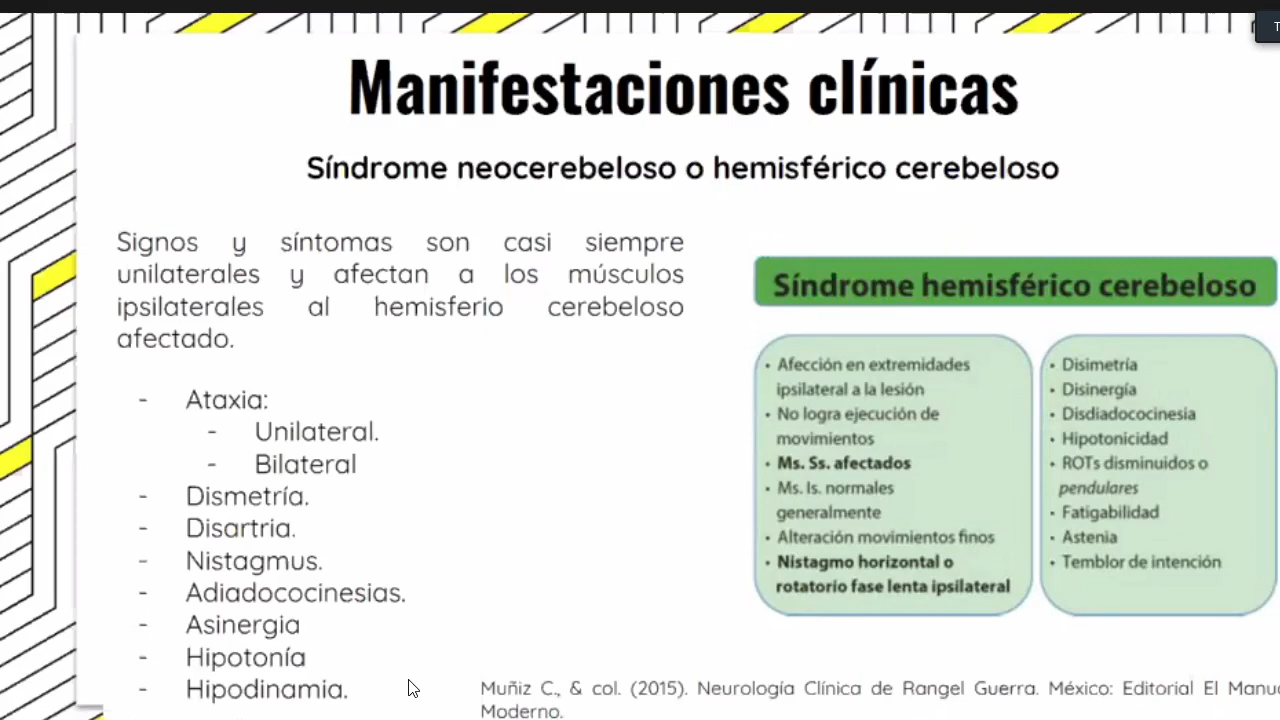 Manifestaciones clínicas
Síndrome neocerebeloso o hemisférico cerebeloso
Signos y síntomas son casi siempre
unilaterales y afectan a los músculos
ipsilaterales al hemisferio cerebeloso
afectado.
- Ataxia:
- Unilateral.
- Bilateral
- Dismetría.
- Disartria.
- Nistagmus.
- Adiadococinesias.
- Asinergia
- Hipotonía
- Hipodinamia.
Síndrome hemisférico cerebeloso
• Afección en extremidades
ipsilateral a la lesión
• No logra ejecución de
movimientos
• Ms. Ss. afectados
• Ms. Is. normales
generalmente
• Alteración movimientos finos
• Nistagmo horizontal o
rotatorio fase lenta ipsilateral
• Disimetría
• Disinergía
• Disdiadococinesia
• Hipotonicidad
• ROTs disminuidos o
pendulares
• Fatigabilidad
• Astenia
• Temblor de intención
Muñiz C., & col. (2015). Neurología Clínica de Rangel Guerra. México: Editorial El Manu
Moderno.